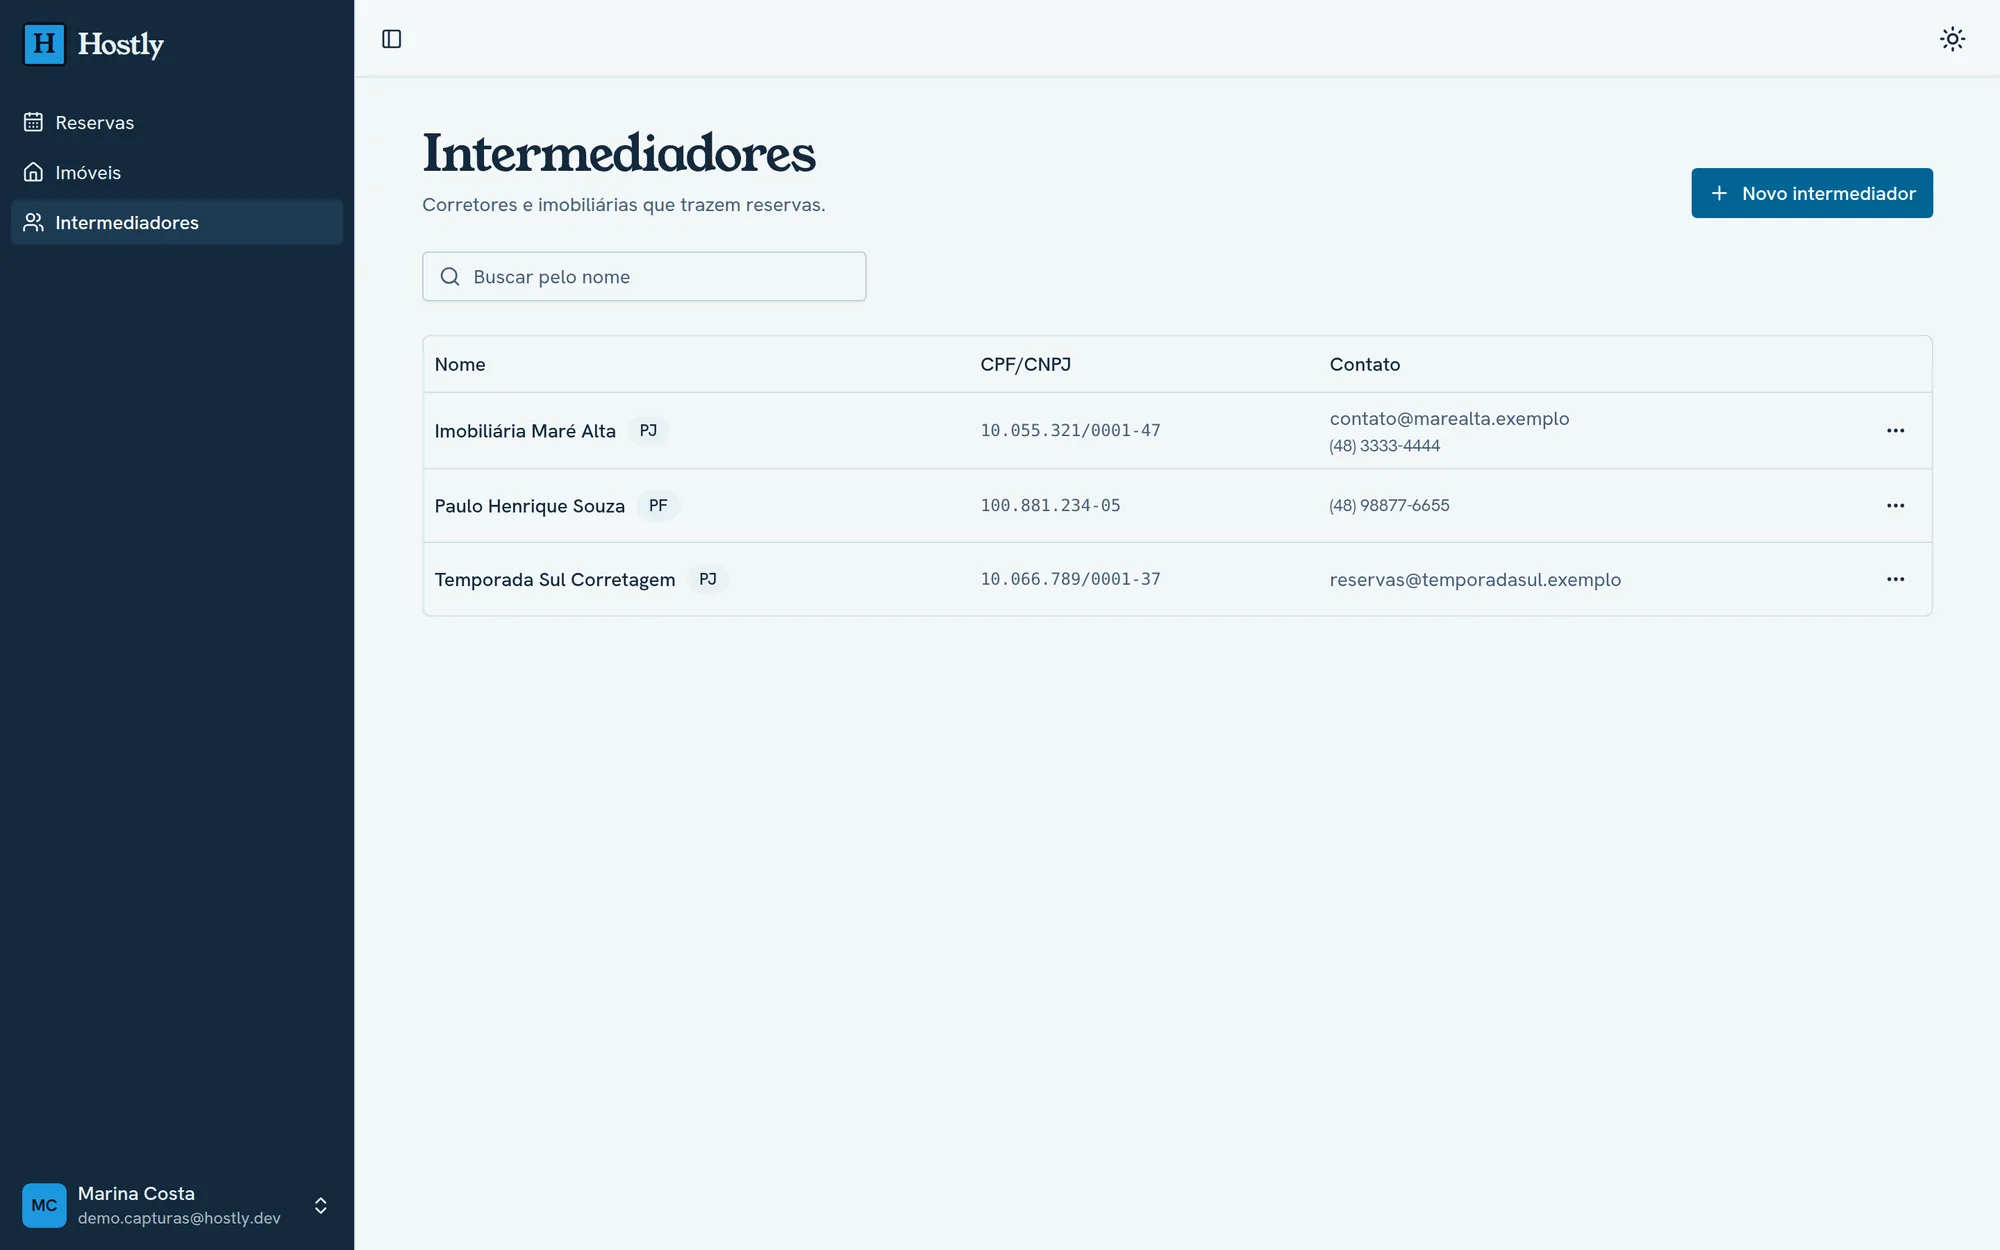 H Hostly
Reservas
Imóveis
Intermediadores
Marina Costa
MC
demo.capturas@hostly.dev
Intermediadores
Corretores e imobiliárias que trazem reservas.
Novo intermediador
Buscar pelo nome
Nome CPF/CNPJ Contato
Imobiliária Maré Alta PJ 10.055.321/0001-47 contato@marealta.exemplo
(48) 3333-4444
Paulo Henrique Souza PF 100.881.234-05 (48) 98877-6655
Temporada Sul Corretagem PJ 10.066.789/0001-37 reservas@temporadasul.exemplo